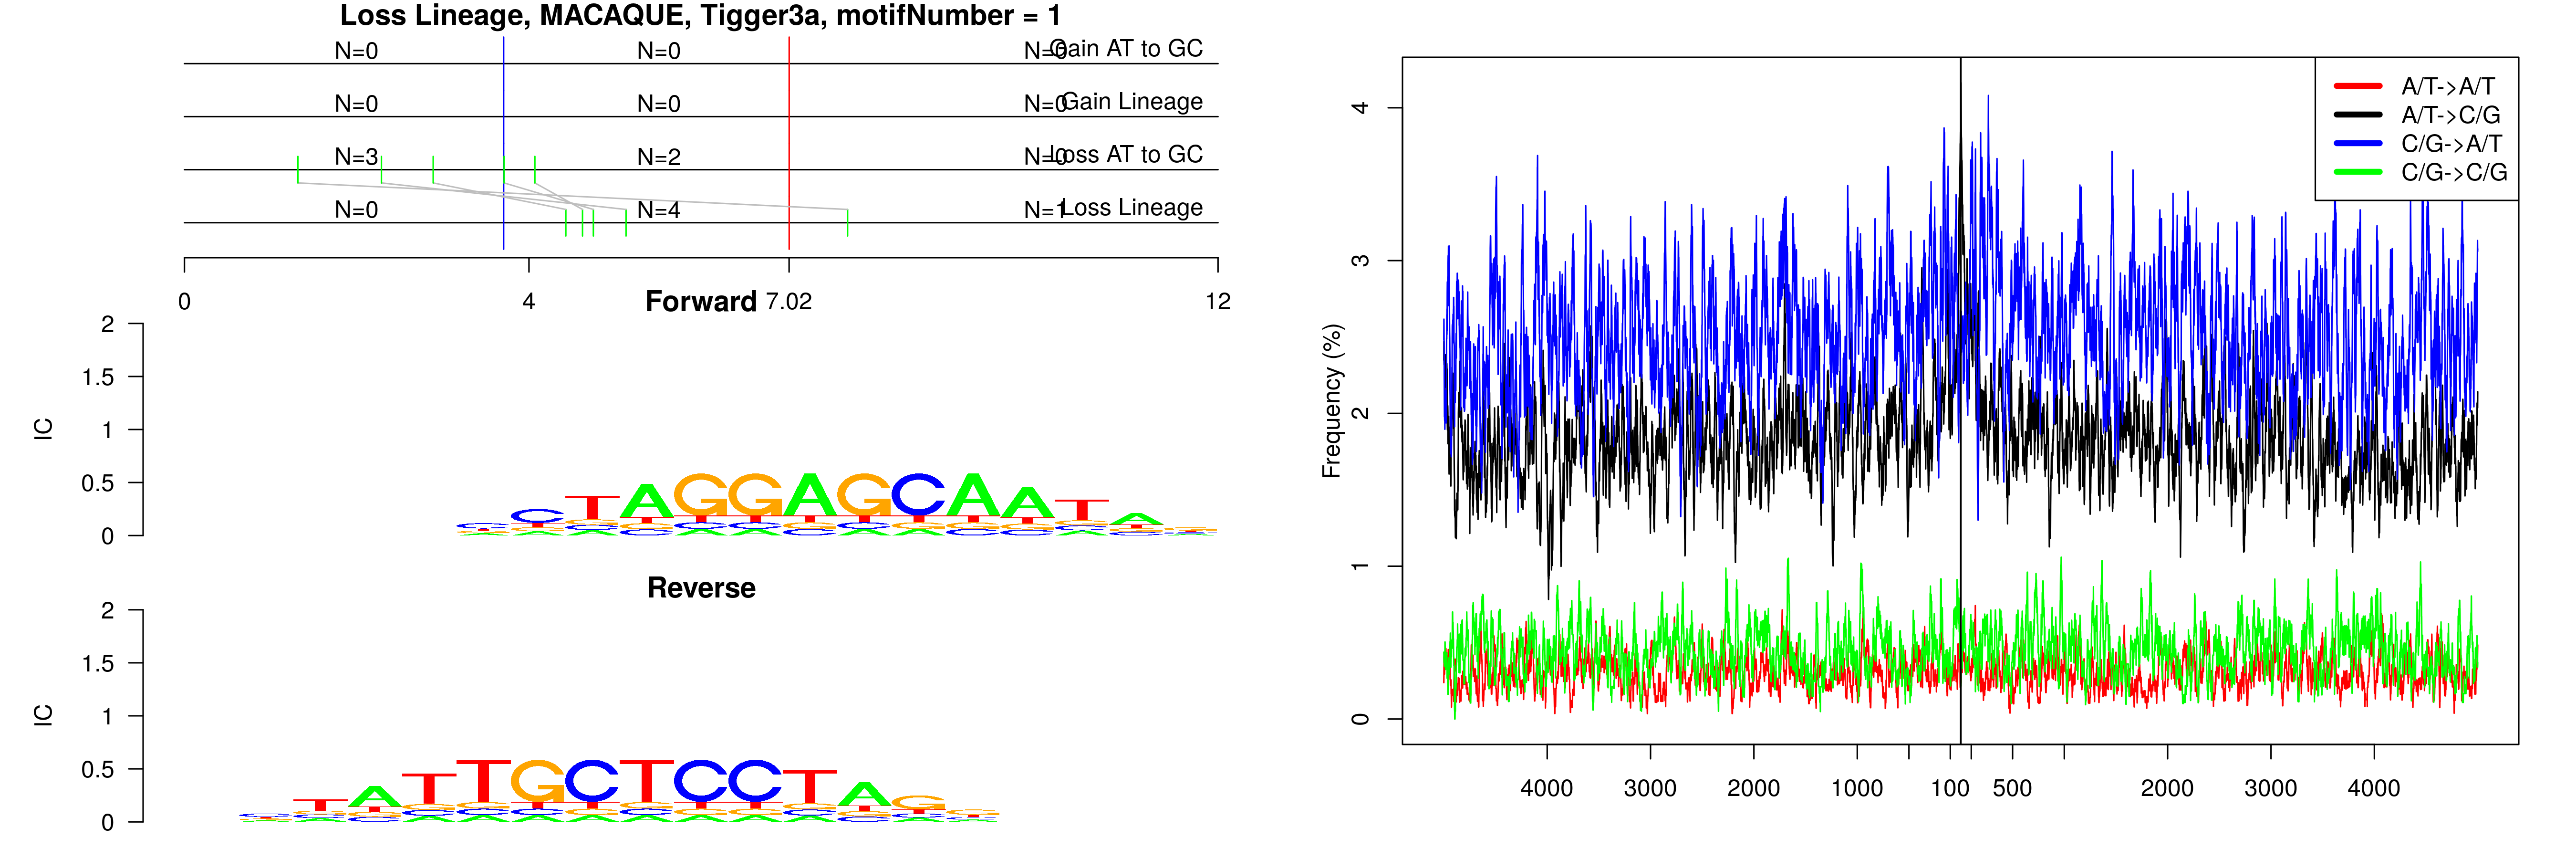 Loss Lineage, MACAQUE, Tigger3a, motifNumber = 1
N=0 N=0 N=0 Gain AT to GC
N=0 N=0 N=0 Gain Lineage
N=3 N=2 N=0 Loss AT to GC
N=0 N=4 N=1 Loss Lineage
0 4 7.02 12
Forward
2
1.5
1
0.5
0
IC
CTAGGAGCAATA
Reverse
2
1.5
1
0.5
0
IC
TATTGCTCCTAG
4
3
2
1
0
Frequency (%)
A/T->A/T
A/T->C/G
C/G->A/T
C/G->C/G
4000 3000 2000 1000 100 500 2000 3000 4000